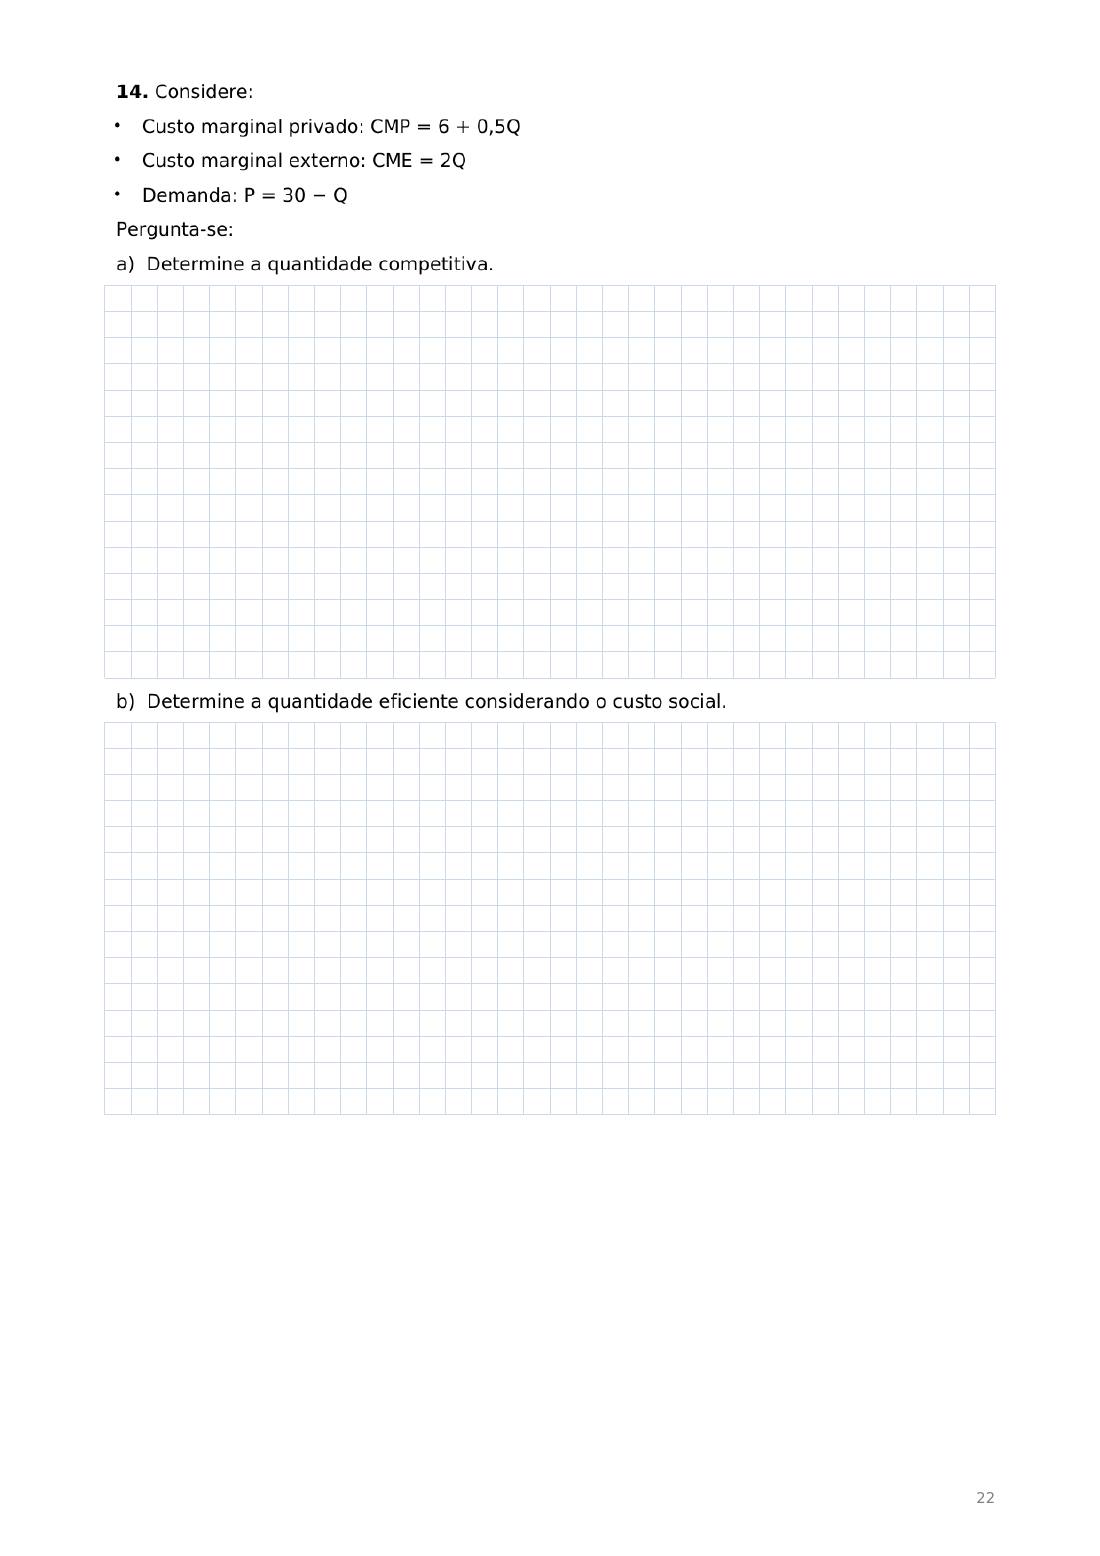 14. Considere:
• Custo marginal privado: CMP = 6 + 0,5Q
• Custo marginal externo: CME = 2Q
• Demanda: P = 30 − Q
Pergunta-se:
a) Determine a quantidade competitiva.
b) Determine a quantidade eficiente considerando o custo social.
22